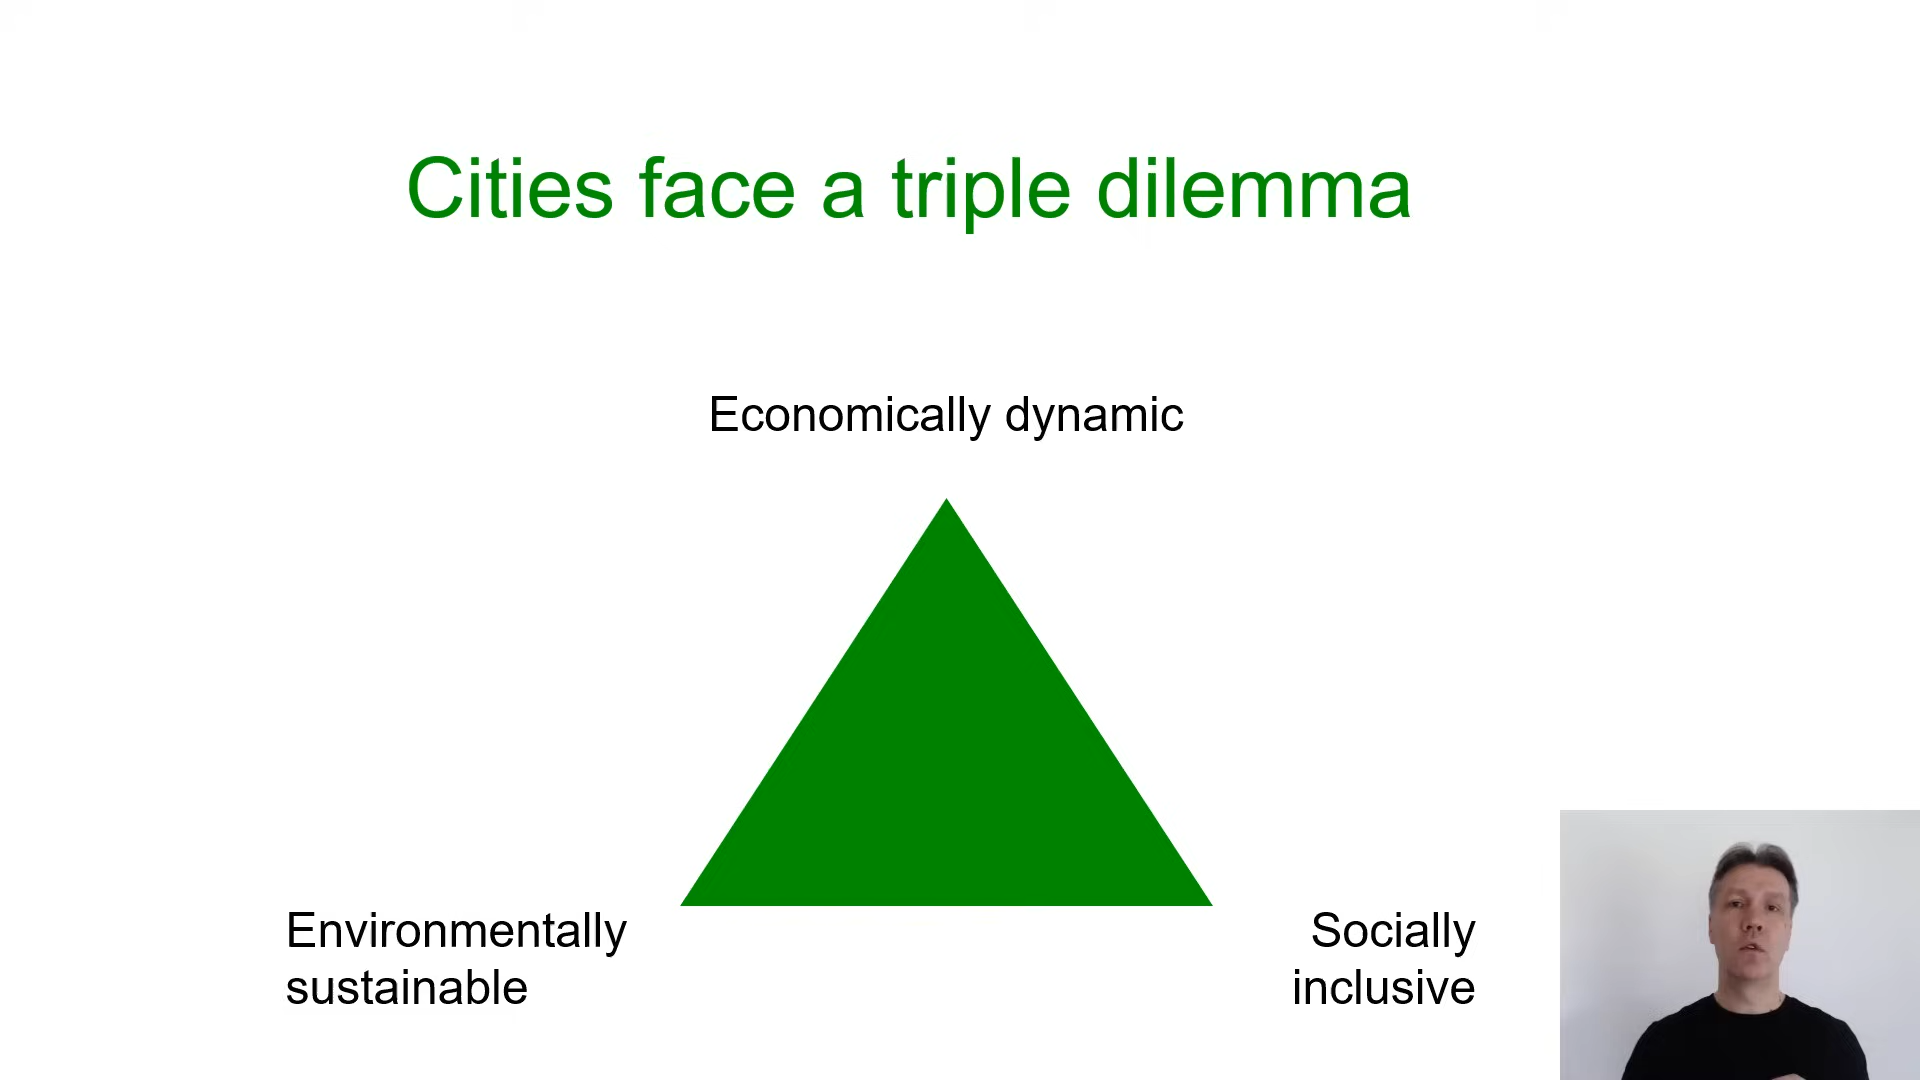 Cities face a triple dilemma
Economically dynamic
Environmentally
sustainable
Socially
inclusive